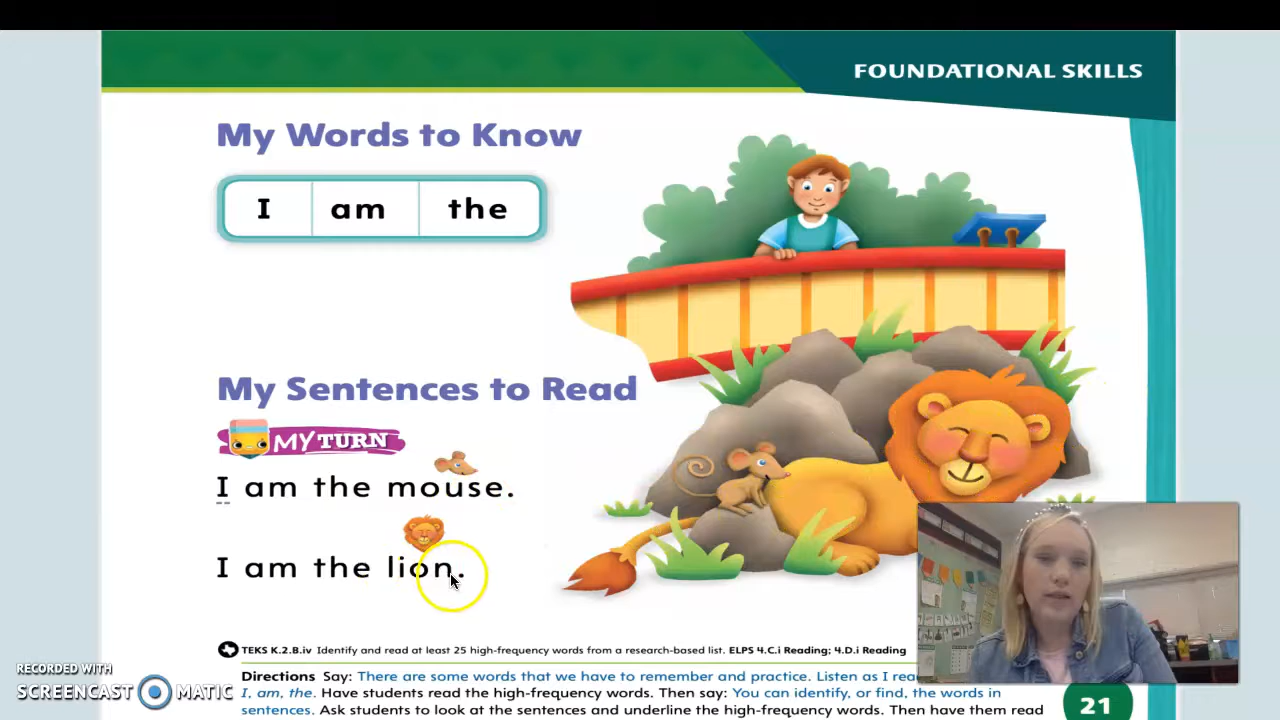 FOUNDATIONAL SKILLS
My Words to Know
I am the
My Sentences to Read
MY TURN
I am the mouse.
I am the lion.
TEKS K.2.B.iv Identify and read at least 25 high-frequency words from a research-based list. ELPS 4.C.i Reading; 4.D.i Reading
Directions Say: There are some words that we have to remember and practice. Listen as I
I, am, the. Have students read the high-frequency words. Then say: You can identify, or find, the words in
sentences. Ask students to look at the sentences and underline the high-frequency words. Then have them read
21
RECORDED WITH
SCREENCAST MATIC